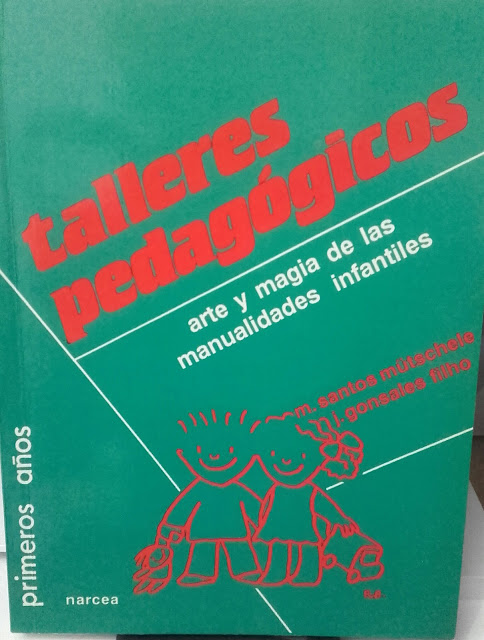 talleres
pedagógicos
arte y magia de las
manualidades infantiles
m. santos mütschele
j. gonsales filho
primeros años
narcea